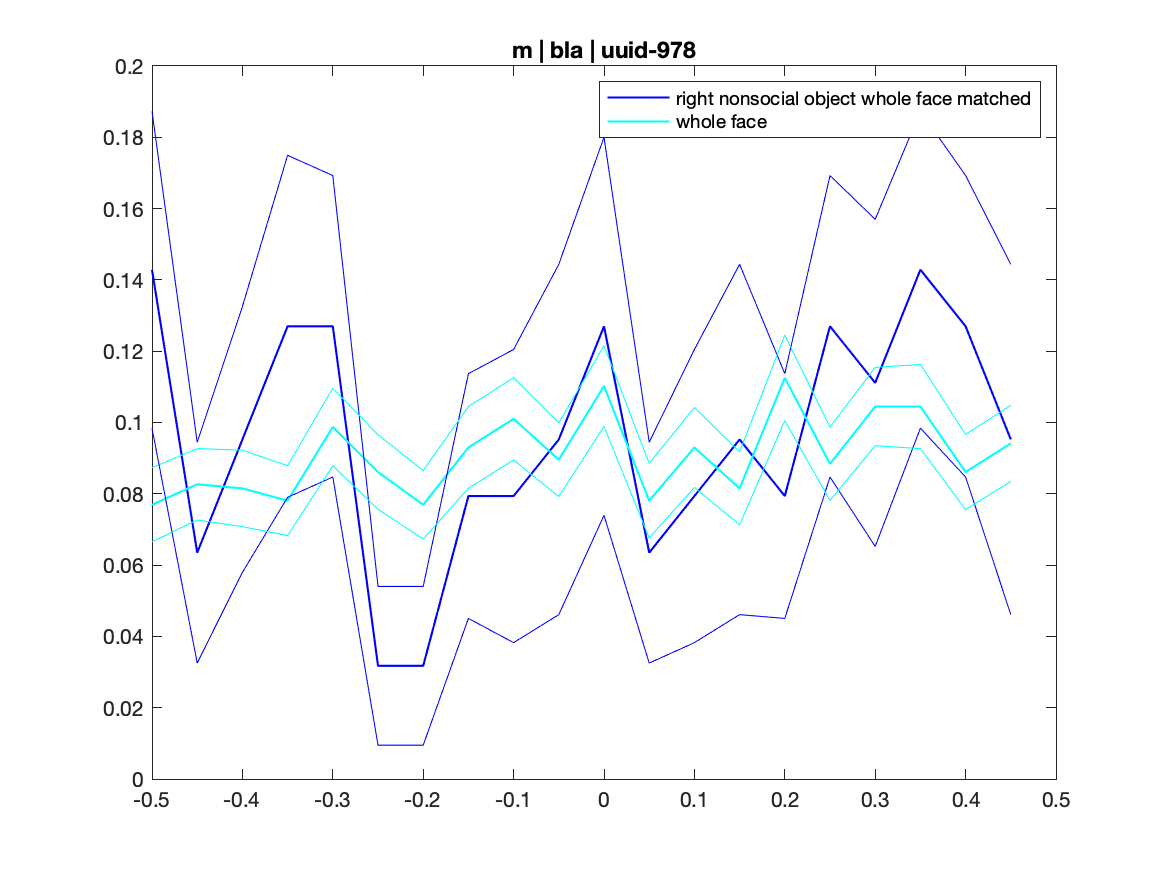 m | bla | uuid-978
right nonsocial object whole face matched
whole face
0.2
0.18
0.16
0.14
0.12
0.1
0.08
0.06
0.04
0.02
0
-0.5 -0.4 -0.3 -0.2 -0.1 0 0.1 0.2 0.3 0.4 0.5